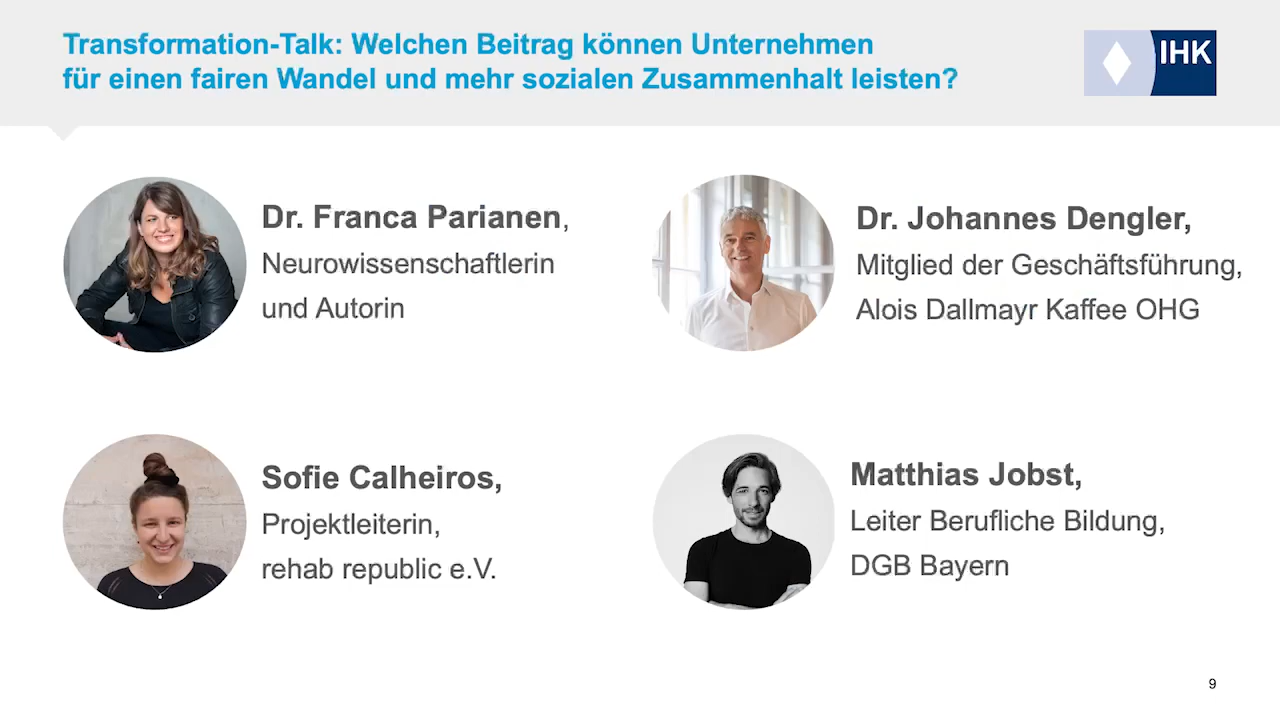 Transformation-Talk: Welchen Beitrag können Unternehmen
für einen fairen Wandel und mehr sozialen Zusammenhalt leisten?
IHK
Dr. Franca Parianen,
Neurowissenschaftlerin
und Autorin
Dr. Johannes Dengler,
Mitglied der Geschäftsführung,
Alois Dallmayr Kaffee OHG
Sofie Calheiros,
Projektleiterin,
rehab republic e.V.
Matthias Jobst,
Leiter Berufliche Bildung,
DGB Bayern
9